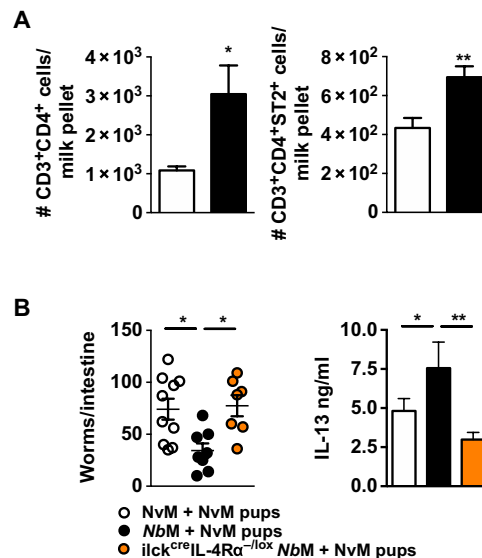 A
# CD3⁺CD4⁺ cells/
milk pellet
4 × 10³
3 × 10³
2 × 10³
1 × 10³
0
*
# CD3⁺CD4⁺ST2⁺ cells/
milk pellet
8 × 10²
6 × 10²
4 × 10²
2 × 10²
0
**
B
Worms/intestine
150
100
50
0
* *
IL-13 ng/ml
10.0
7.5
5.0
2.5
0.0
* **
NvM + NvM pups
NbM + NvM pups
ilckᶜʳᵉIL-4Rα⁻/ˡᵒˣ NbM + NvM pups